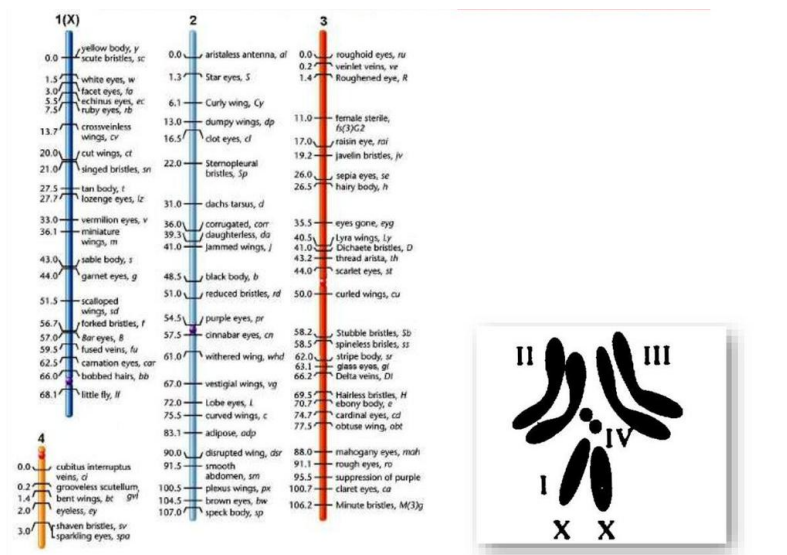 1(X)
yellow body, y
0.0 scute bristles, sc
1.5 white eyes, w
3.0 facet eyes, fa
5.5 echinus eyes, ec
7.5 ruby eyes, rb
13.7 crossveinless
wings, cv
20.0 cut wings, ct
21.0 singed bristles, sn
27.5 tan body, t
27.7 lozenge eyes, lz
33.0 vermilion eyes, v
36.1 miniature
wings, m
43.0 sable body, s
44.0 garnet eyes, g
51.5 scalloped
wings, sd
56.7 forked bristles, f
57.0 Bar eyes, B
59.5 fused veins, fu
62.5 carnation eyes, car
66.0 bobbed hairs, bb
68.1 little fly, lf
4
0.0 cubitus interruptus
veins, ci
0.2 grooveless scutellum,
gvl
1.4 bent wings, bt
2.0 eyeless, ey
3.0 shaven bristles, sv
sparkling eyes, spa
2
0.0 aristaless antenna, al
1.3 Star eyes, S
6.1 Curly wing, Cy
13.0 dumpy wings, dp
16.5 clot eyes, cl
22.0 Sternopleural
bristles, Sp
31.0 dachs tarsus, d
36.0 corrugated, corr
39.3 daughterless, da
41.0 Jammed wings, J
48.5 black body, b
51.0 reduced bristles, rd
54.5 purple eyes, pr
57.5 cinnabar eyes, cn
61.0 withered wing, whd
67.0 vestigial wings, vg
72.0 Lobe eyes, L
75.5 curved wings, c
83.1 adipose, adp
90.0 disrupted wing, dsr
91.5 smooth
abdomen, sm
100.5 plexus wings, px
104.5 brown eyes, bw
107.0 speck body, sp
3
0.0 roughoid eyes, ru
0.2 veinlet veins, ve
1.4 Roughened eye, R
11.0 female sterile,
fs(3)G2
17.0 raisin eye, rai
19.2 javelin bristles, jv
26.0 sepia eyes, se
26.5 hairy body, h
35.5 eyes gone, eyg
40.5 Lyra wings, Ly
41.0 Dichaete bristles, D
43.2 thread arista, th
44.0 scarlet eyes, st
50.0 curled wings, cu
58.2 Stubble bristles, Sb
58.5 spineless brisles, ss
62.0 stripe body, sr
63.1 glass eyes, gl
66.2 Delta veins, Dl
69.5 Hairless bristles, H
70.7 ebony body, e
74.7 cardinal eyes, cd
77.5 obtuse wing, obt
88.0 mahogany eyes, mah
91.1 rough eyes, ro
95.5 suppression of purple
100.7 claret eyes, ca
106.2 Minute bristles, M(3)g
II
III
IV
I
X X